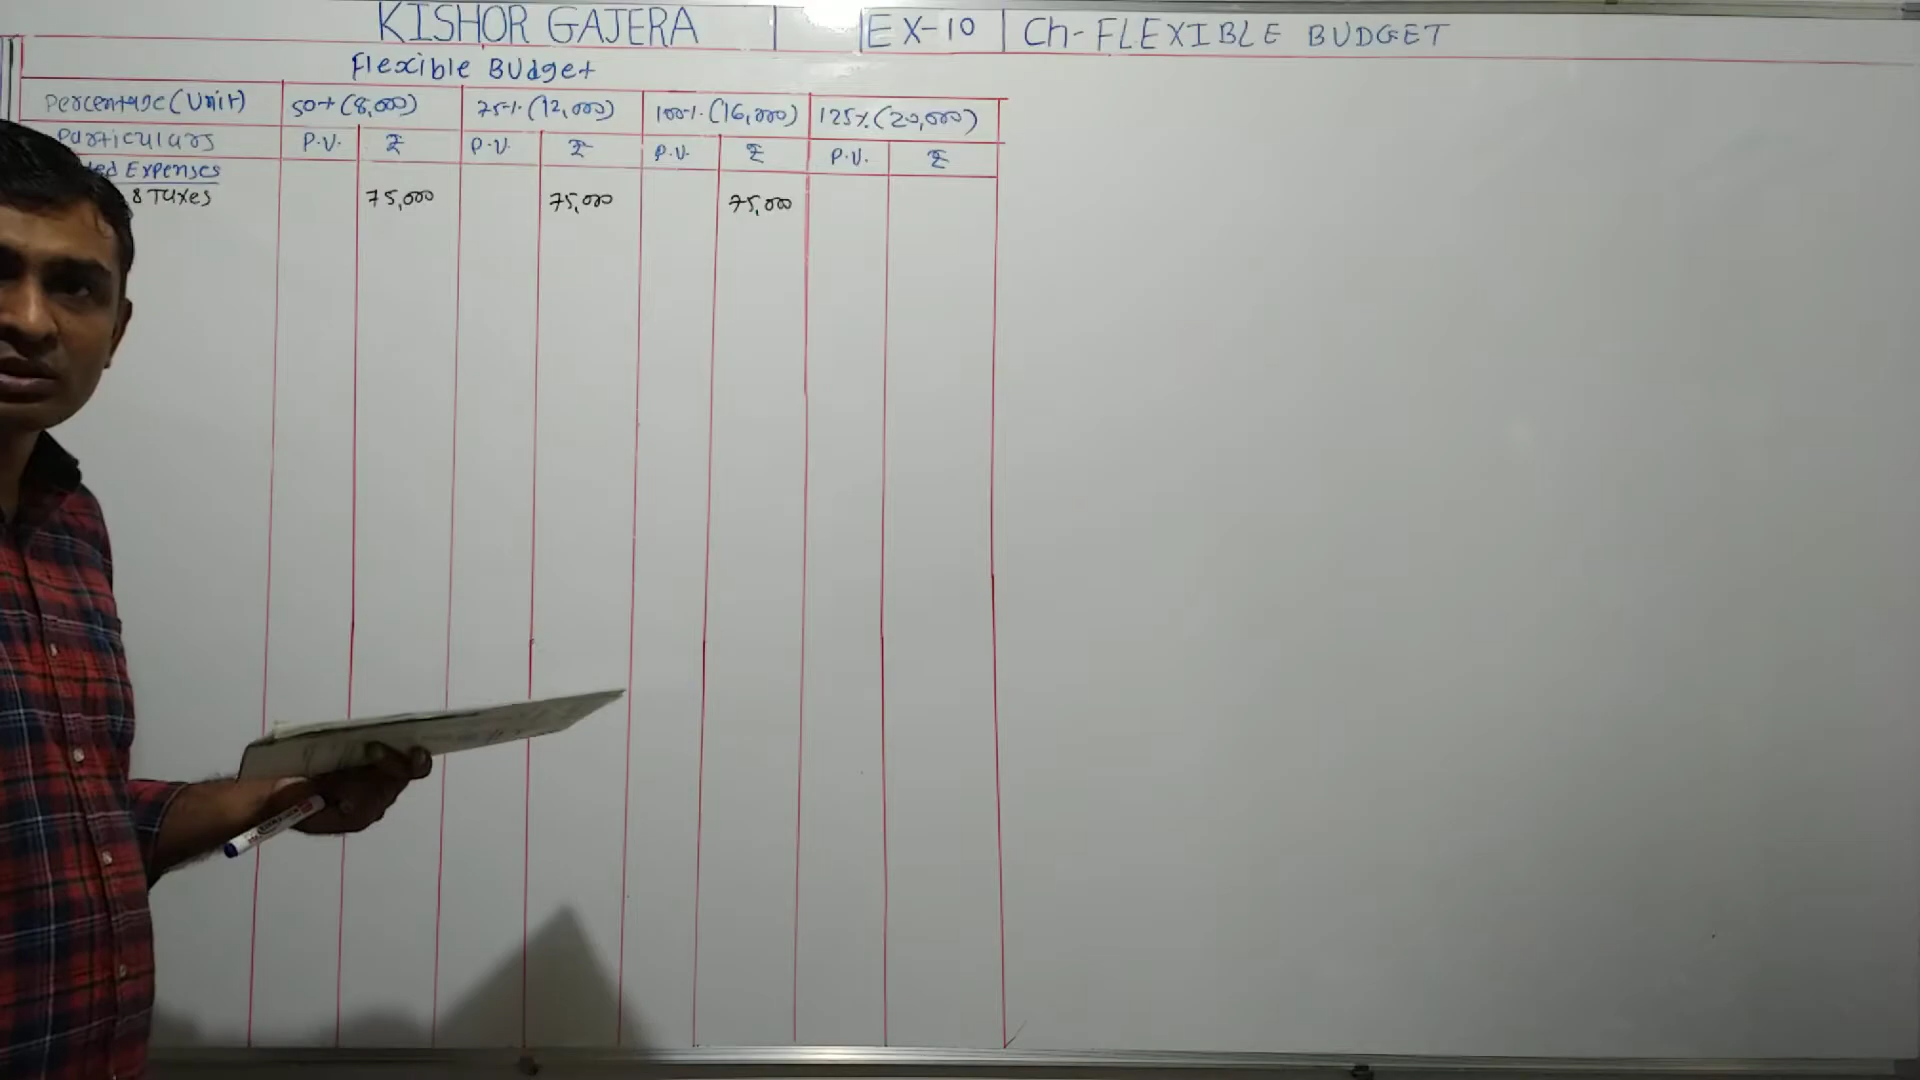 KISHOR GAJERA EX-10 Ch- FLEXIBLE BUDGET
Flexible BUdget
Percentage (Unit) 50% (8,000) 75% (12,000) 100% (16,000) 125% (20,000)
Particulars P.V. ₹ P.V. ₹ P.V. ₹ P.V. ₹
Expenses
& Taxes 75,000 75,000 75,000